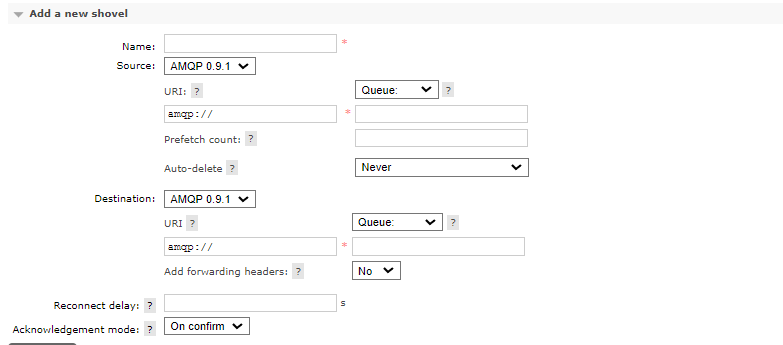 Add a new shovel
Name: *
Source: AMQP 0.9.1
URI: ? Queue: ?
amqp:// *
Prefetch count: ?
Auto-delete ? Never
Destination: AMQP 0.9.1
URI ? Queue: ?
amqp:// *
Add forwarding headers: ? No
Reconnect delay: ? s
Acknowledgement mode: ? On confirm